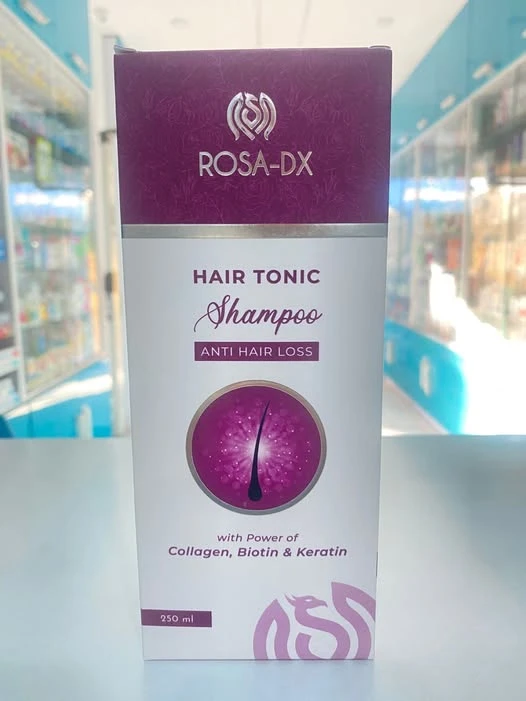 ROSA-DX
HAIR TONIC
Shampoo
ANTI HAIR LOSS
with Power of
Collagen, Biotin & Keratin
250 ml